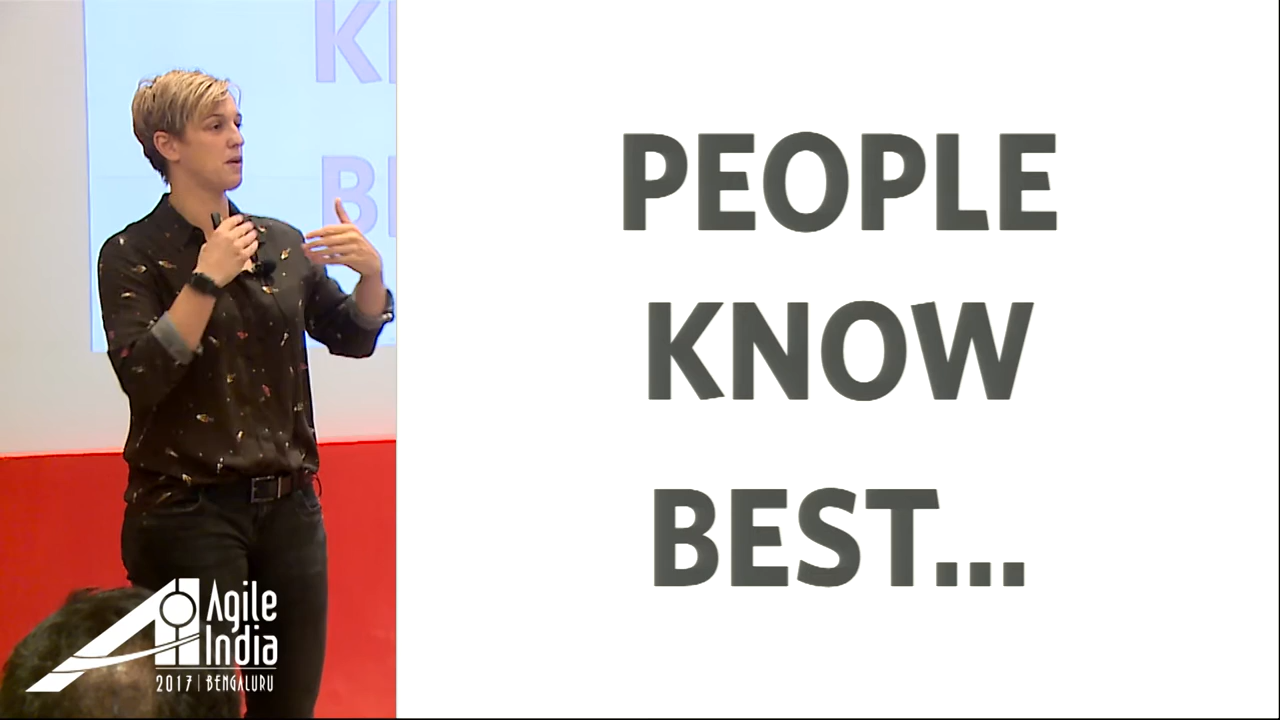 PEOPLE
KNOW
BEST...
Agile
India
2017 | BENGALURU